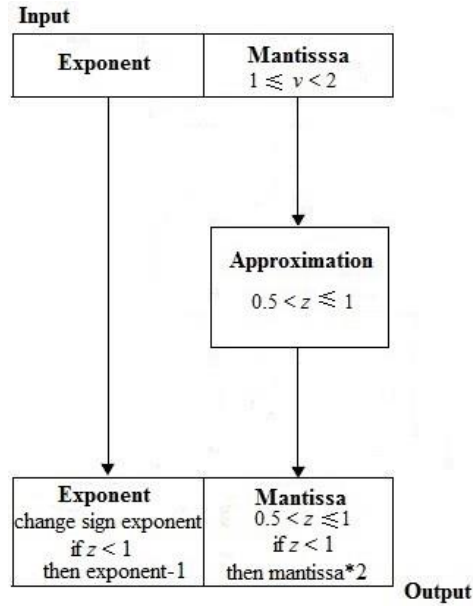 Input
Exponent
Mantisssa
1 ≤ v < 2
Approximation
0.5 < z ≤ 1
Exponent
change sign exponent
if z < 1
then exponent-1
Mantissa
0.5 < z ≤ 1
if z < 1
then mantissa*2
Output